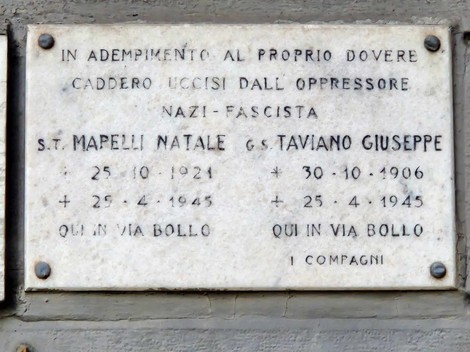 IN ADEMPIMENTO AL PROPRIO DOVERE
CADDERO UCCISI DALL OPPRESSORE
NAZI-FASCISTA
S.T. MAPELLI NATALE G.S. TAVIANO GIUSEPPE
* 25·10·1921 * 30·10·1906
+ 25·4·1945 + 25·4·1945
QUI IN VIA BOLLO QUI IN VIA BOLLO
I COMPAGNI